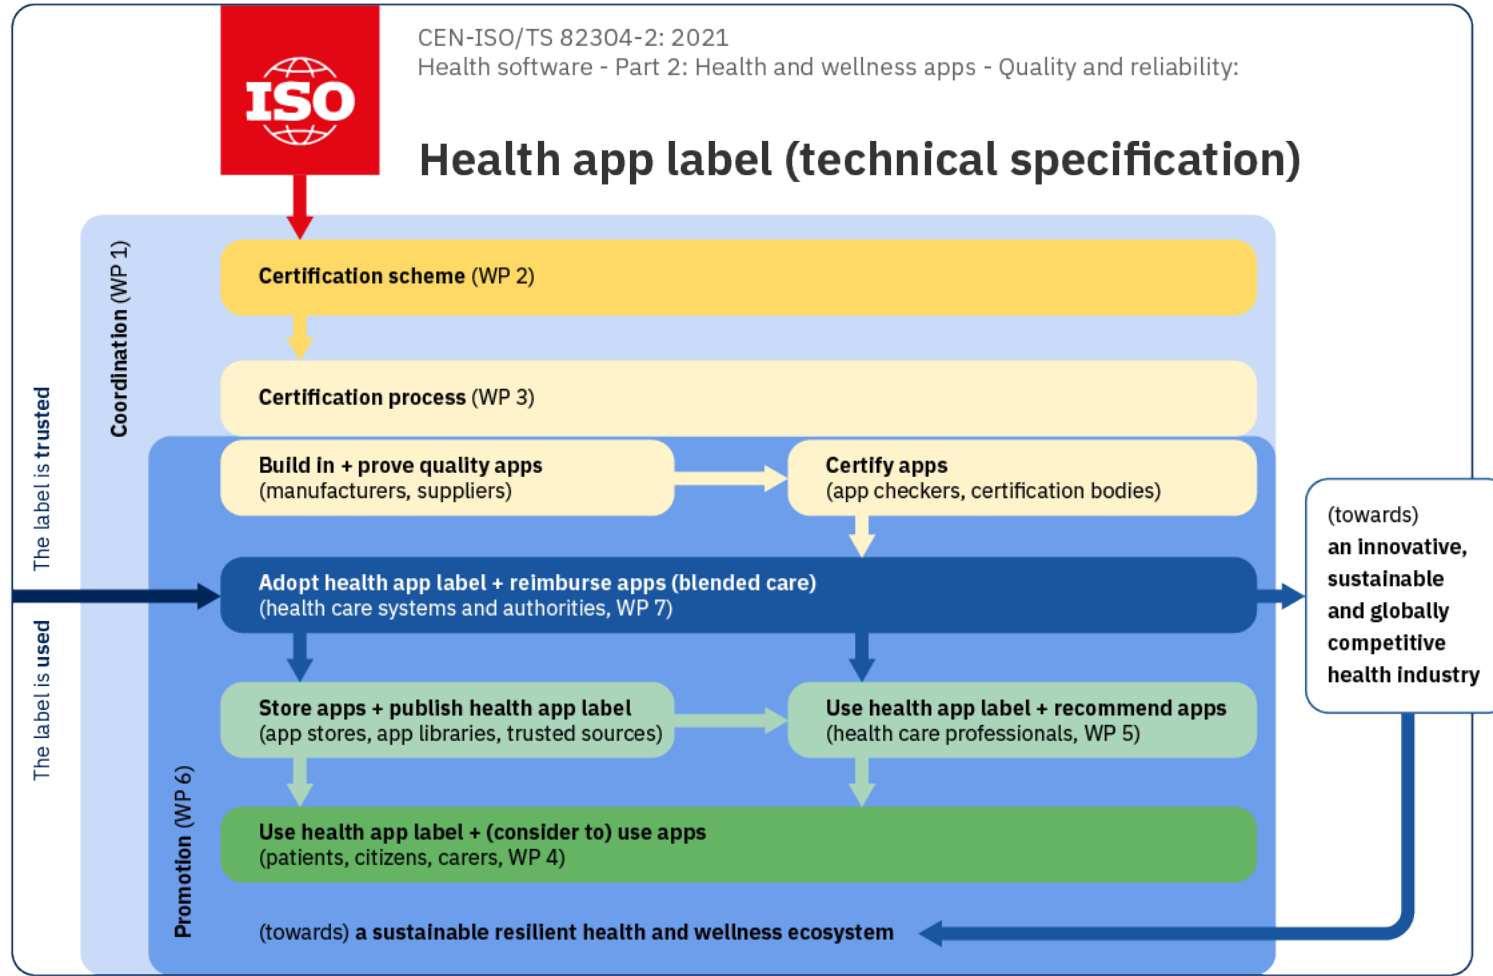 ISO
CEN-ISO/TS 82304-2: 2021
Health software - Part 2: Health and wellness apps - Quality and reliability:
Health app label (technical specification)
Coordination (WP 1)
Certification scheme (WP 2)
Certification process (WP 3)
The label is trusted
The label is used
Build in + prove quality apps
(manufacturers, suppliers)
Certify apps
(app checkers, certification bodies)
Adopt health app label + reimburse apps (blended care)
(health care systems and authorities, WP 7)
(towards)
an innovative,
sustainable
and globally
competitive
health industry
Store apps + publish health app label
(app stores, app libraries, trusted sources)
Use health app label + recommend apps
(health care professionals, WP 5)
Promotion (WP 6)
Use health app label + (consider to) use apps
(patients, citizens, carers, WP 4)
(towards) a sustainable resilient health and wellness ecosystem